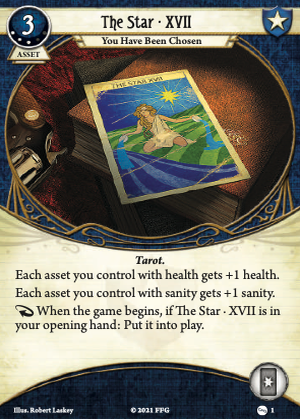 3
The Star · XVII
ASSET
You Have Been Chosen
THE STAR XVII
Tarot.
Each asset you control with health gets +1 health.
Each asset you control with sanity gets +1 sanity.
When the game begins, if The Star · XVII is in
your opening hand: Put it into play.
Illus. Robert Laskey
© 2021 FFG
1